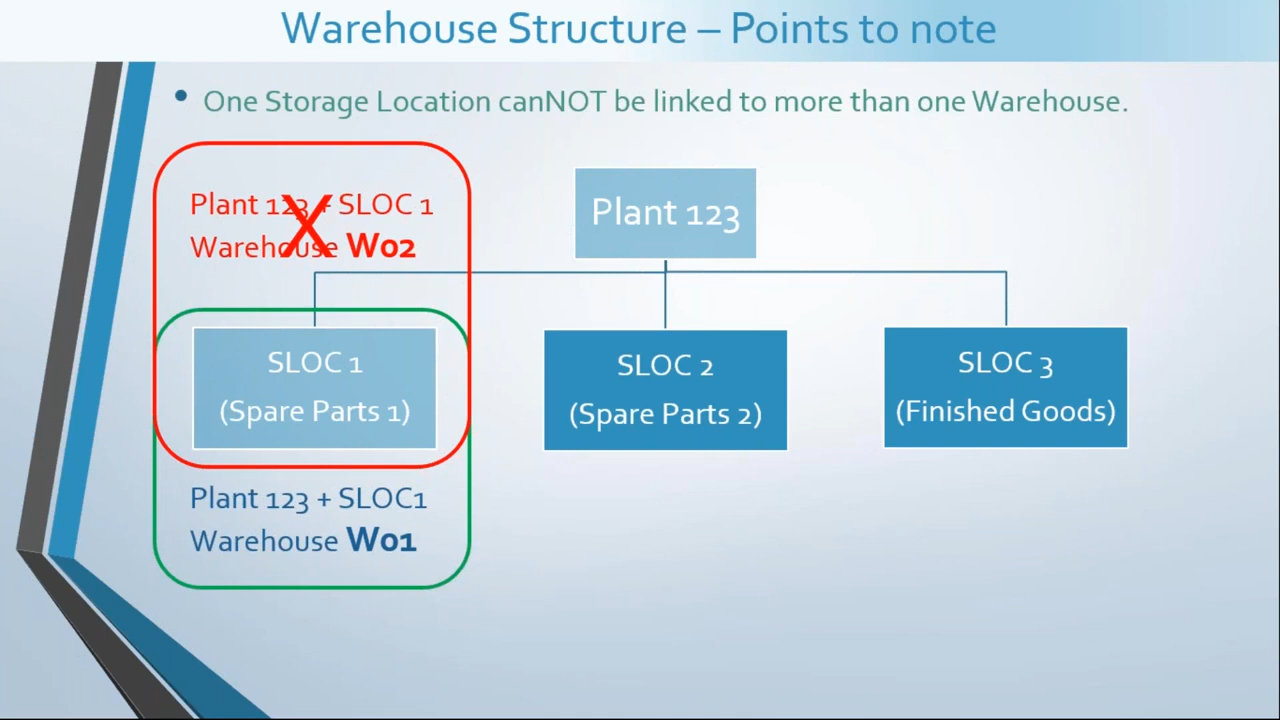 Warehouse Structure – Points to note
• One Storage Location canNOT be linked to more than one Warehouse.
Plant 123 + SLOC 1
Warehouse W02
X
Plant 123
SLOC 1
(Spare Parts 1)
SLOC 2
(Spare Parts 2)
SLOC 3
(Finished Goods)
Plant 123 + SLOC1
Warehouse W01